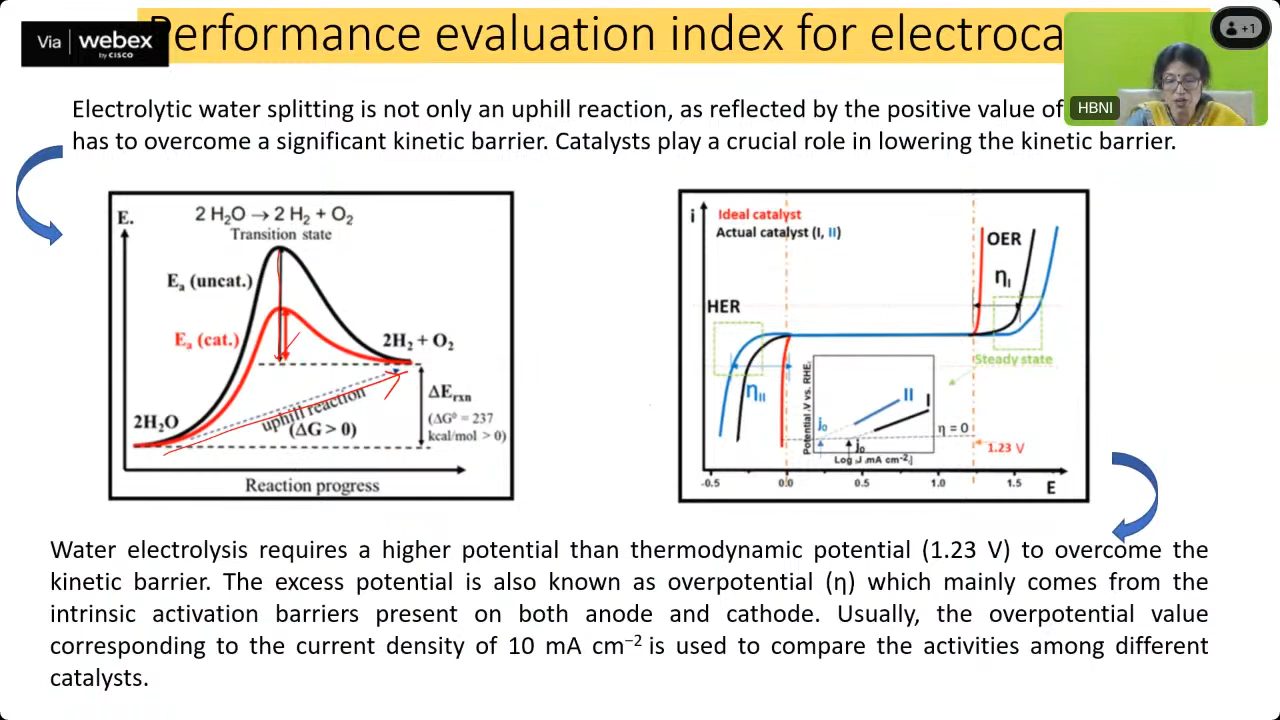 Via webex
by CISCO
Performance evaluation index for electroca
+1
HBNI
Electrolytic water splitting is not only an uphill reaction, as reflected by the positive value of
has to overcome a significant kinetic barrier. Catalysts play a crucial role in lowering the kinetic barrier.
E.
2 H₂O → 2 H₂ + O₂
Transition state
Eₐ (uncat.)
Eₐ (cat.)
2H₂ + O₂
2H₂O
uphill reaction
(ΔG > 0)
ΔEᵣₓₙ
(ΔG⁰ = 237
kcal/mol > 0)
Reaction progress
i
Ideal catalyst
Actual catalyst (I, II)
OER
ηI
HER
Steady state
ηII
Potential ,V vs. RHE,
II
I
j₀
j₀
η = 0
Log J mA cm⁻²
1.23 V
-0.5 0.0 0.5 1.0 1.5 E
Water electrolysis requires a higher potential than thermodynamic potential (1.23 V) to overcome the
kinetic barrier. The excess potential is also known as overpotential (η) which mainly comes from the
intrinsic activation barriers present on both anode and cathode. Usually, the overpotential value
corresponding to the current density of 10 mA cm⁻² is used to compare the activities among different
catalysts.